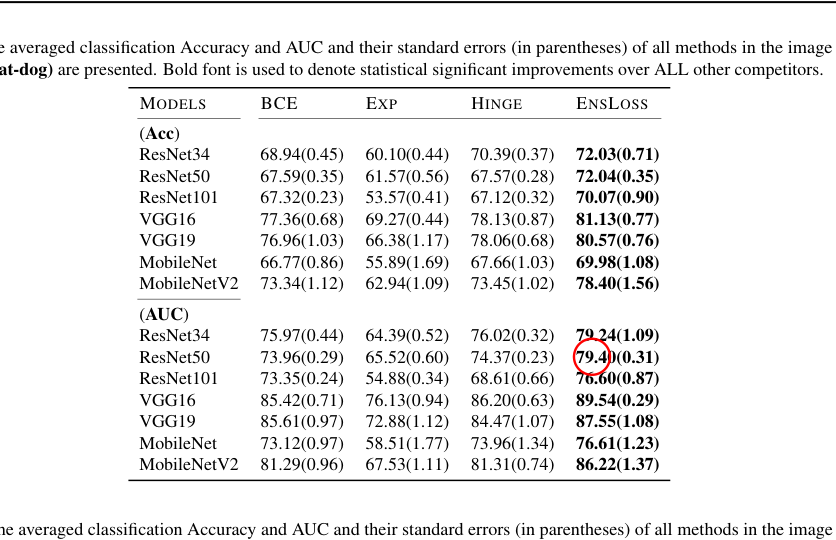 e averaged classification Accuracy and AUC and their standard errors (in parentheses) of all methods in the image
at-dog) are presented. Bold font is used to denote statistical significant improvements over ALL other competitors.
MODELS BCE EXP HINGE ENSLOSS
(Acc)
ResNet34 68.94(0.45) 60.10(0.44) 70.39(0.37) 72.03(0.71)
ResNet50 67.59(0.35) 61.57(0.56) 67.57(0.28) 72.04(0.35)
ResNet101 67.32(0.23) 53.57(0.41) 67.12(0.32) 70.07(0.90)
VGG16 77.36(0.68) 69.27(0.44) 78.13(0.87) 81.13(0.77)
VGG19 76.96(1.03) 66.38(1.17) 78.06(0.68) 80.57(0.76)
MobileNet 66.77(0.86) 55.89(1.69) 67.66(1.03) 69.98(1.08)
MobileNetV2 73.34(1.12) 62.94(1.09) 73.45(1.02) 78.40(1.56)
(AUC)
ResNet34 75.97(0.44) 64.39(0.52) 76.02(0.32) 79.24(1.09)
ResNet50 73.96(0.29) 65.52(0.60) 74.37(0.23) 79.40(0.31)
ResNet101 73.35(0.24) 54.88(0.34) 68.61(0.66) 76.60(0.87)
VGG16 85.42(0.71) 76.13(0.94) 86.20(0.63) 89.54(0.29)
VGG19 85.61(0.97) 72.88(1.12) 84.47(1.07) 87.55(1.08)
MobileNet 73.12(0.97) 58.51(1.77) 73.96(1.34) 76.61(1.23)
MobileNetV2 81.29(0.96) 67.53(1.11) 81.31(0.74) 86.22(1.37)
he averaged classification Accuracy and AUC and their standard errors (in parentheses) of all methods in the image